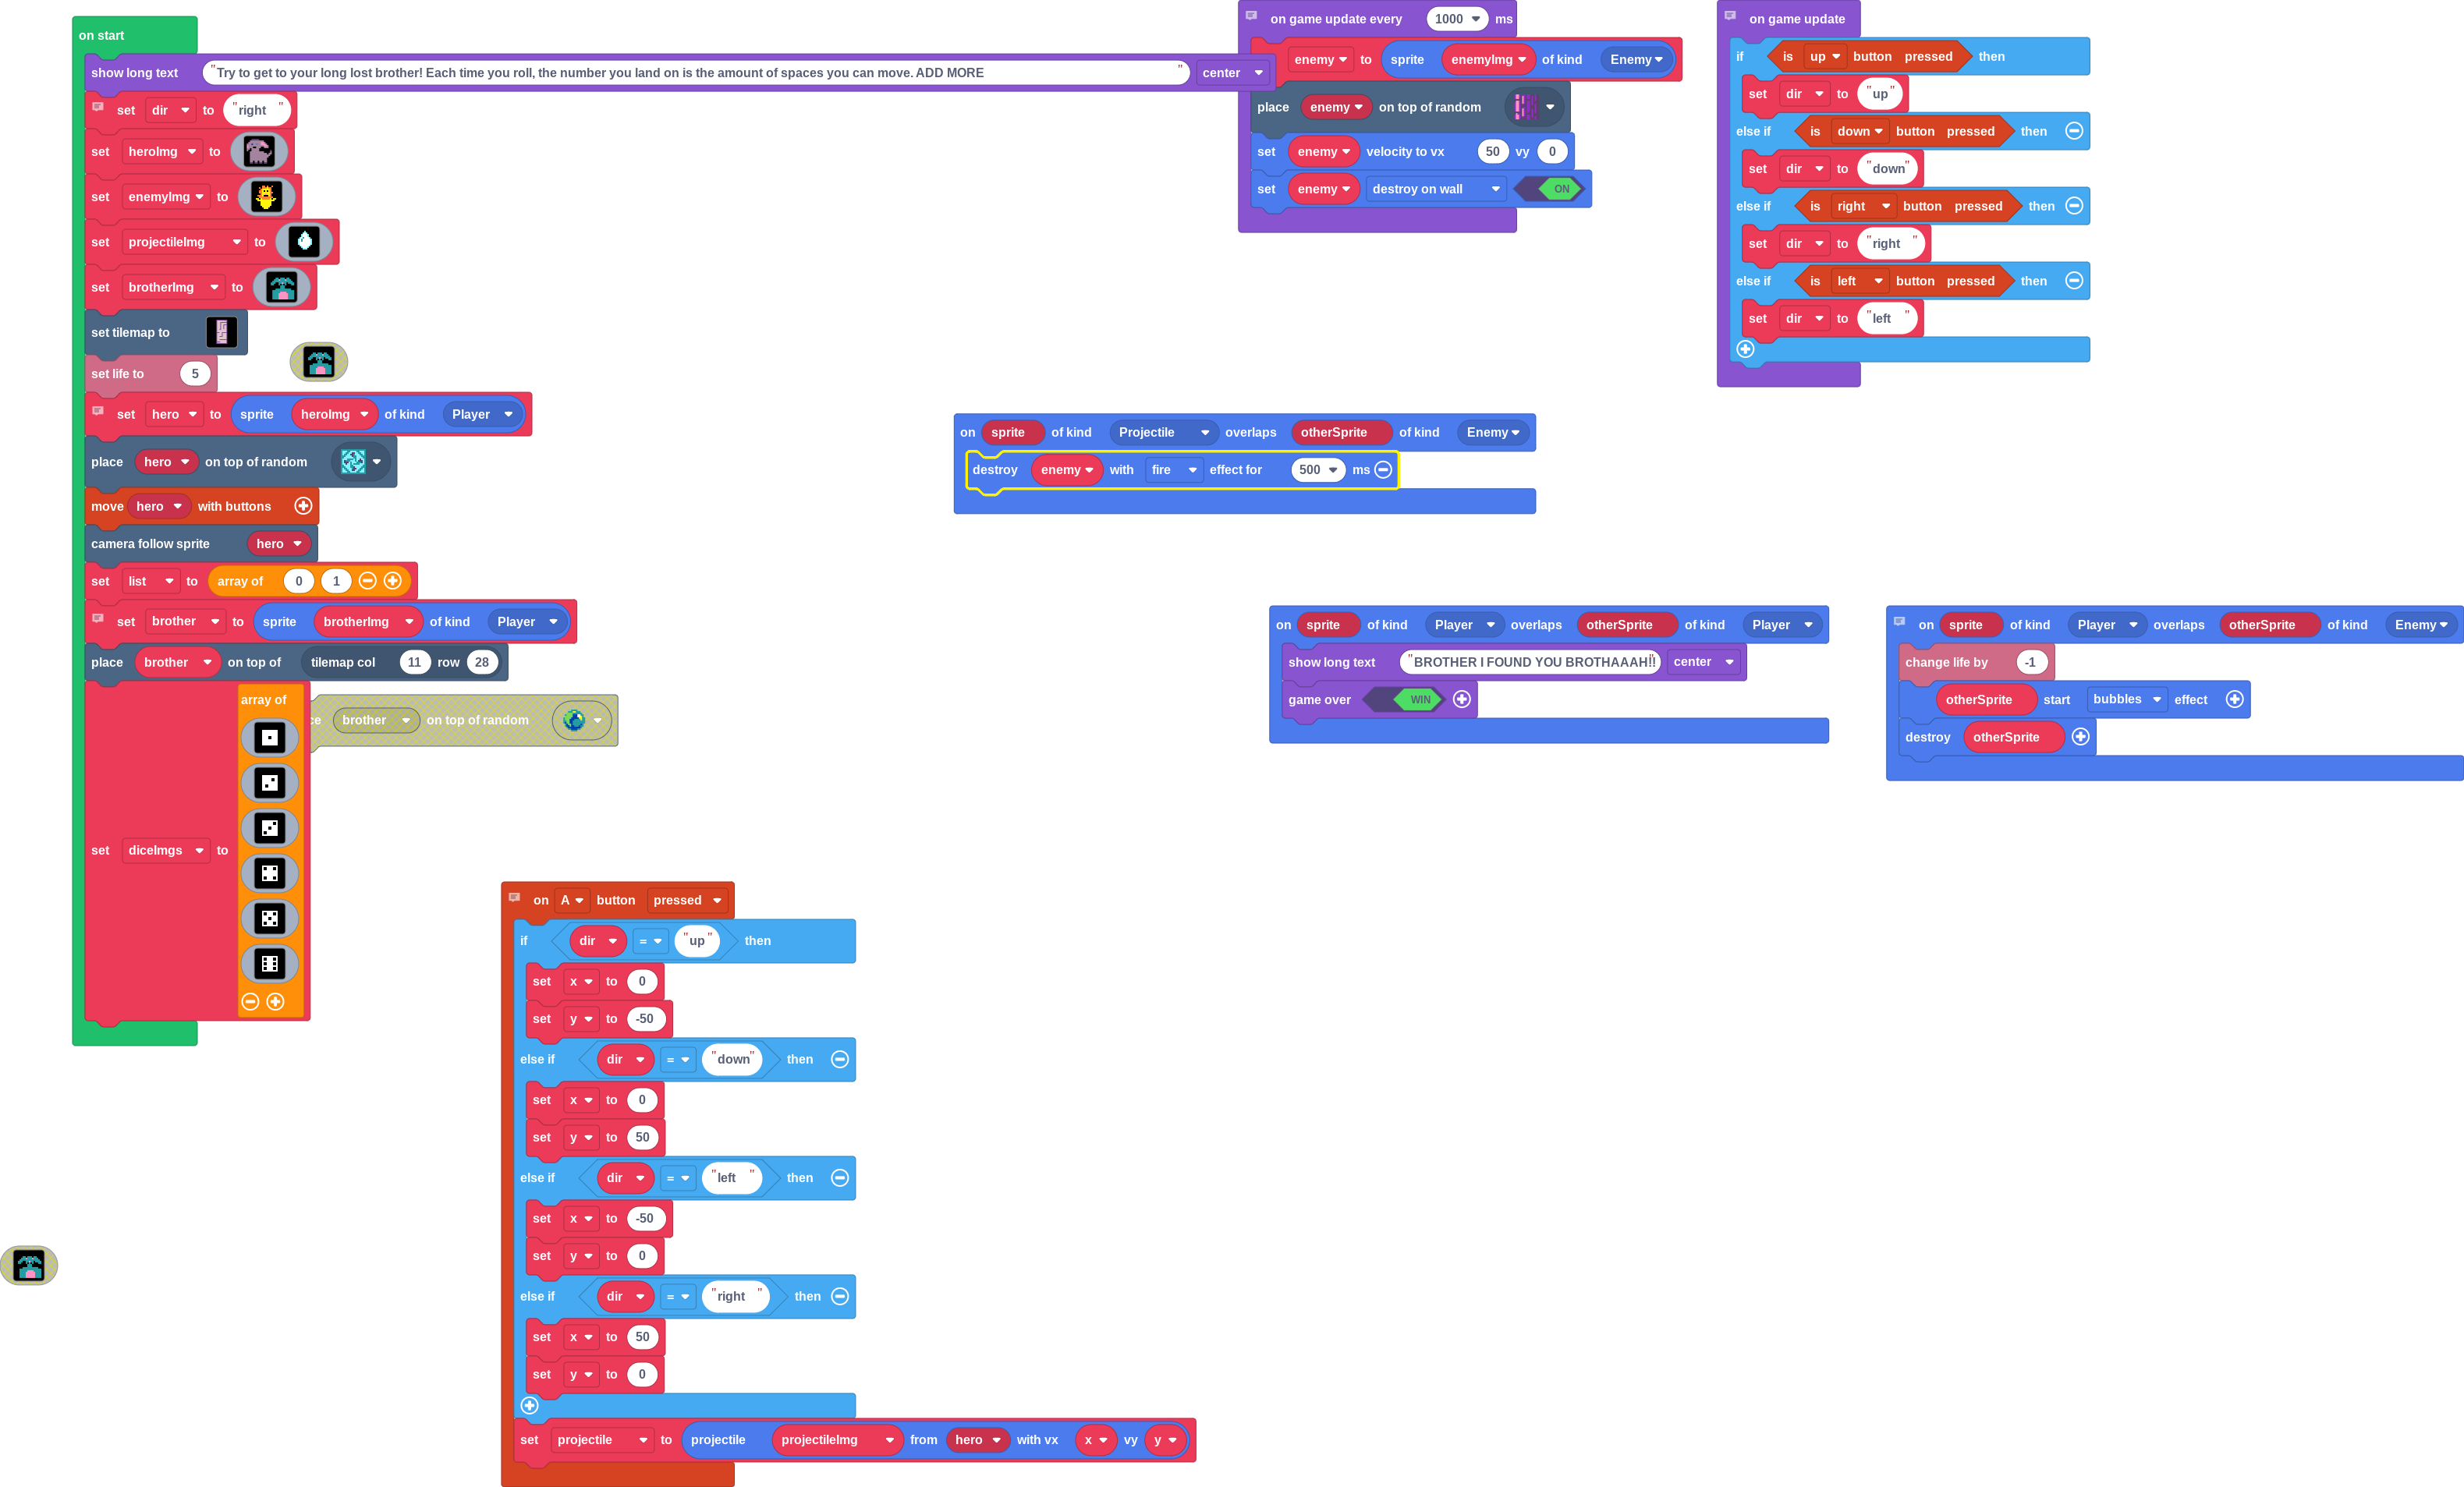 on start
show long text "Try to get to your long lost brother! Each time you roll, the number you land on is the amount of spaces you can move. ADD MORE " center
set dir to "right"
set heroImg to
set enemyImg to
set projectileImg to
set brotherImg to
set tilemap to
set life to 5
set hero to sprite heroImg of kind Player
place hero on top of random
move hero with buttons
camera follow sprite hero
set list to array of 0 1
set brother to sprite brotherImg of kind Player
place brother on top of tilemap col 11 row 28
set diceImgs to array of
ce brother on top of random
on game update every 1000 ms
enemy to sprite enemyImg of kind Enemy
place enemy on top of random
set enemy velocity to vx 50 vy 0
set enemy destroy on wall ON
on game update
if is up button pressed then
set dir to "up"
else if is down button pressed then
set dir to "down"
else if is right button pressed then
set dir to "right"
else if is left button pressed then
set dir to "left"
on sprite of kind Projectile overlaps otherSprite of kind Enemy
destroy enemy with fire effect for 500 ms
on sprite of kind Player overlaps otherSprite of kind Player
show long text "BROTHER I FOUND YOU BROTHAAAH!!" center
game over WIN
on sprite of kind Player overlaps otherSprite of kind Enemy
change life by -1
otherSprite start bubbles effect
destroy otherSprite
on A button pressed
if dir = "up" then
set x to 0
set y to -50
else if dir = "down" then
set x to 0
set y to 50
else if dir = "left" then
set x to -50
set y to 0
else if dir = "right" then
set x to 50
set y to 0
set projectile to projectile projectileImg from hero with vx x vy y